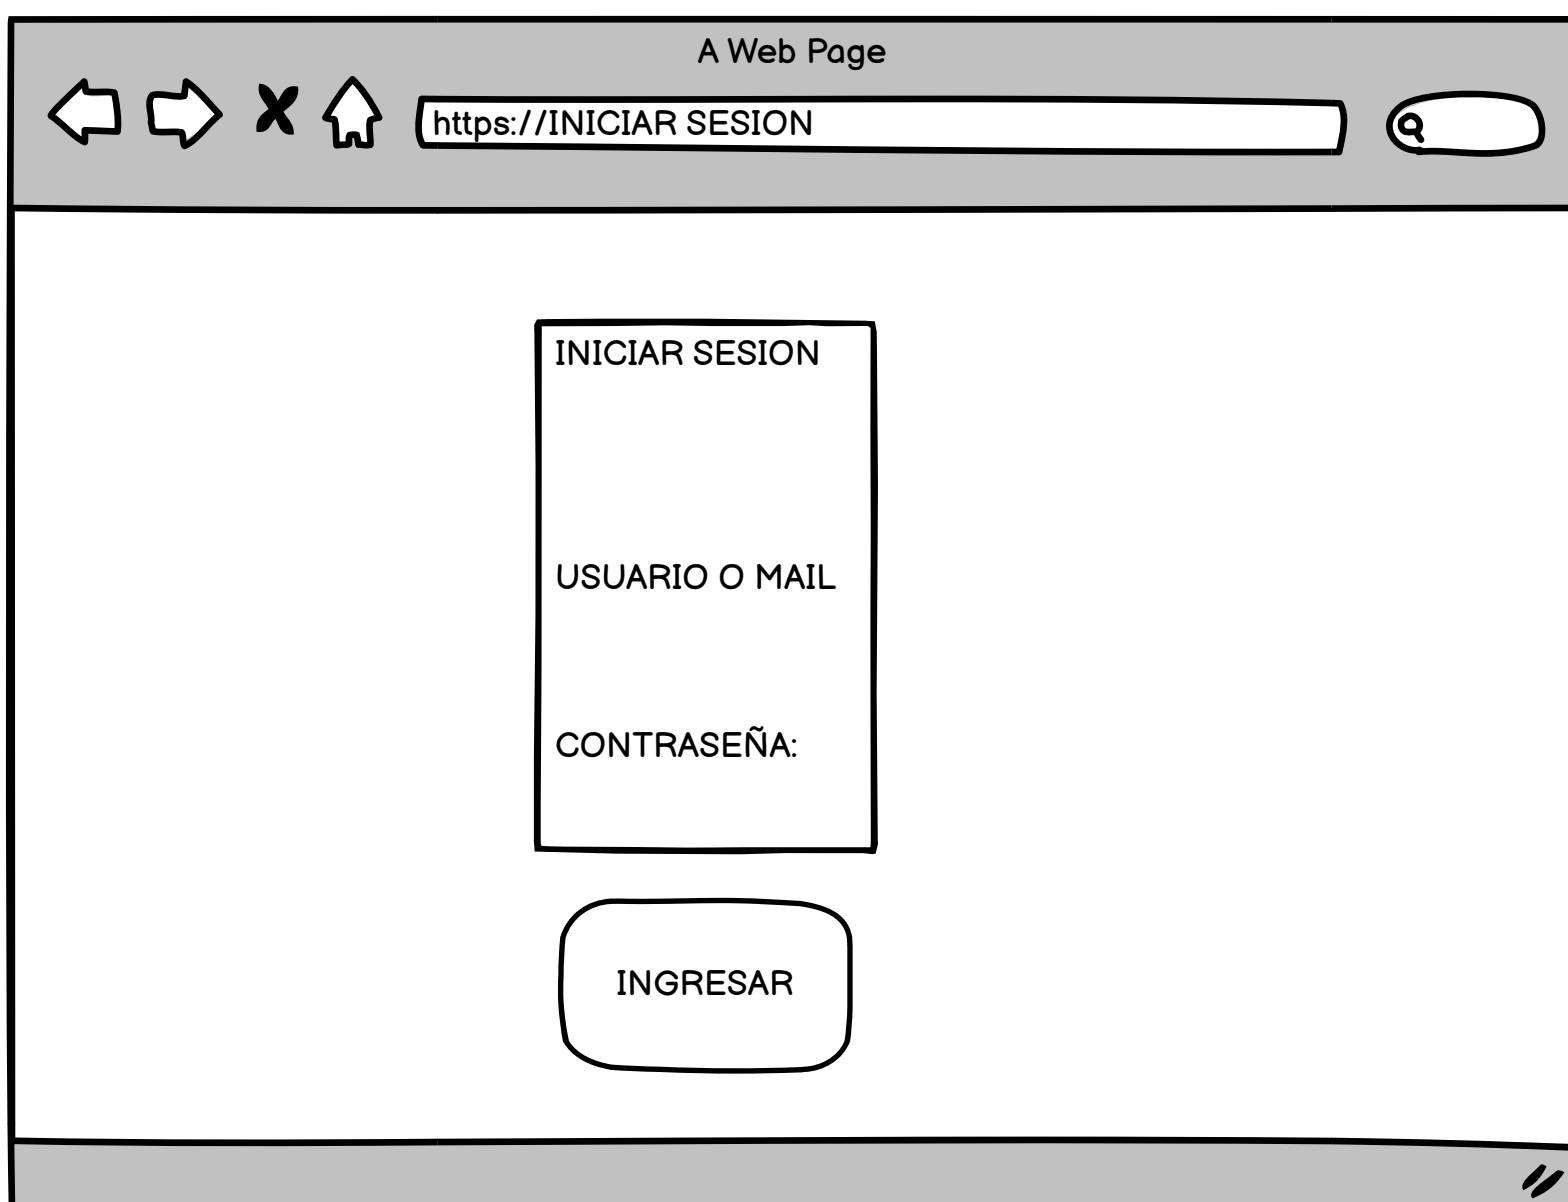 A Web Page
https://INICIAR SESION
INICIAR SESION
USUARIO O MAIL
CONTRASEÑA:
INGRESAR